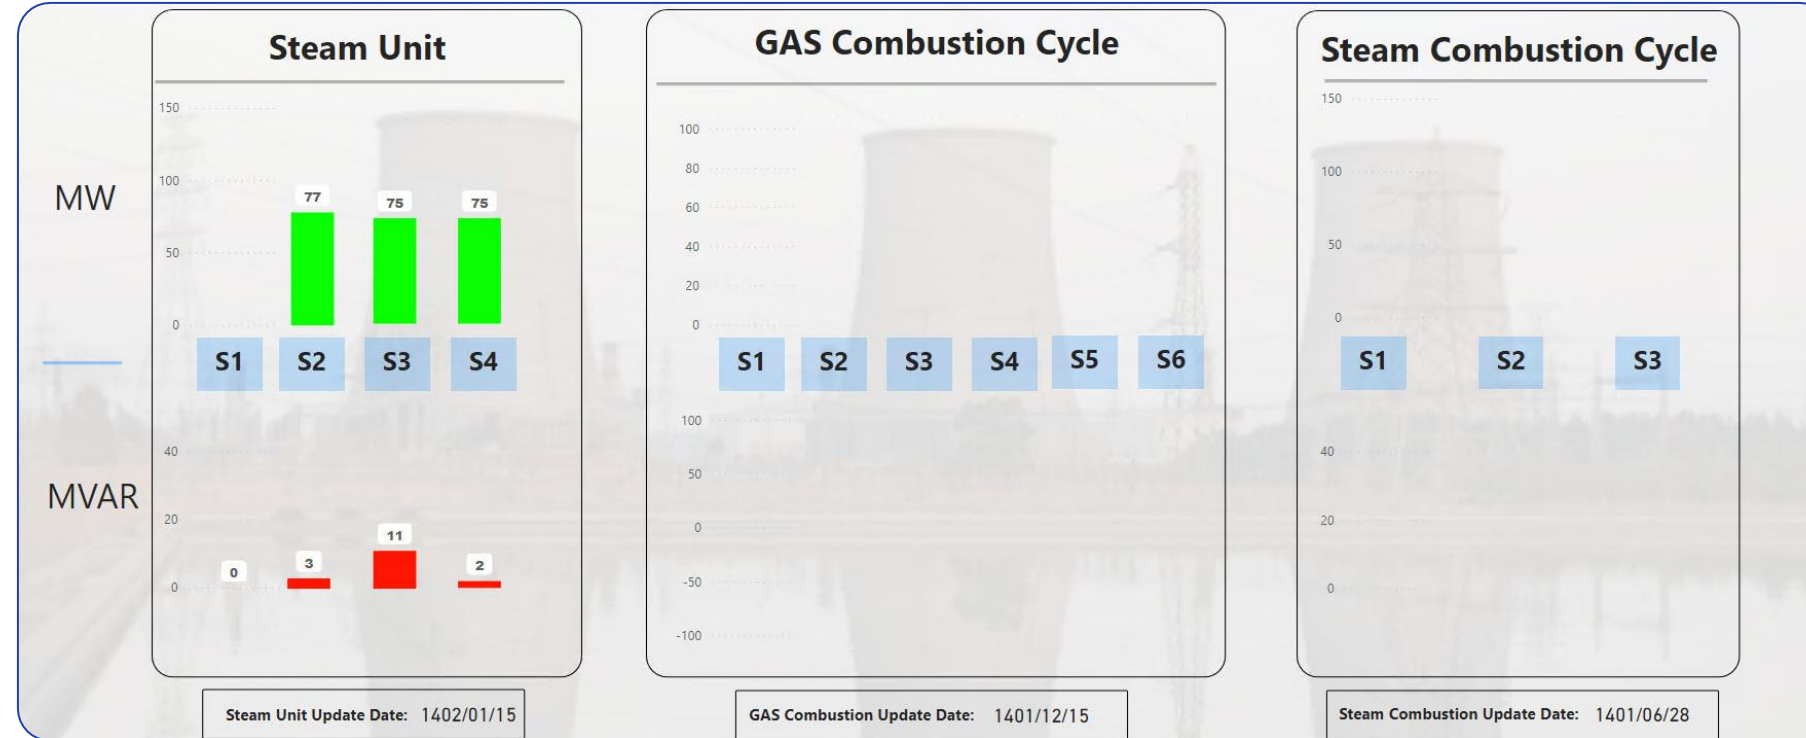 Steam Unit
GAS Combustion Cycle
Steam Combustion Cycle
MW
150
100
50
0
77
75
75
S1 S2 S3 S4
MVAR
40
20
0
0
3
11
2
100
80
60
40
20
0
S1 S2 S3 S4 S5 S6
100
50
0
-50
-100
150
100
50
0
S1 S2 S3
40
20
0
Steam Unit Update Date: 1402/01/15
GAS Combustion Update Date: 1401/12/15
Steam Combustion Update Date: 1401/06/28